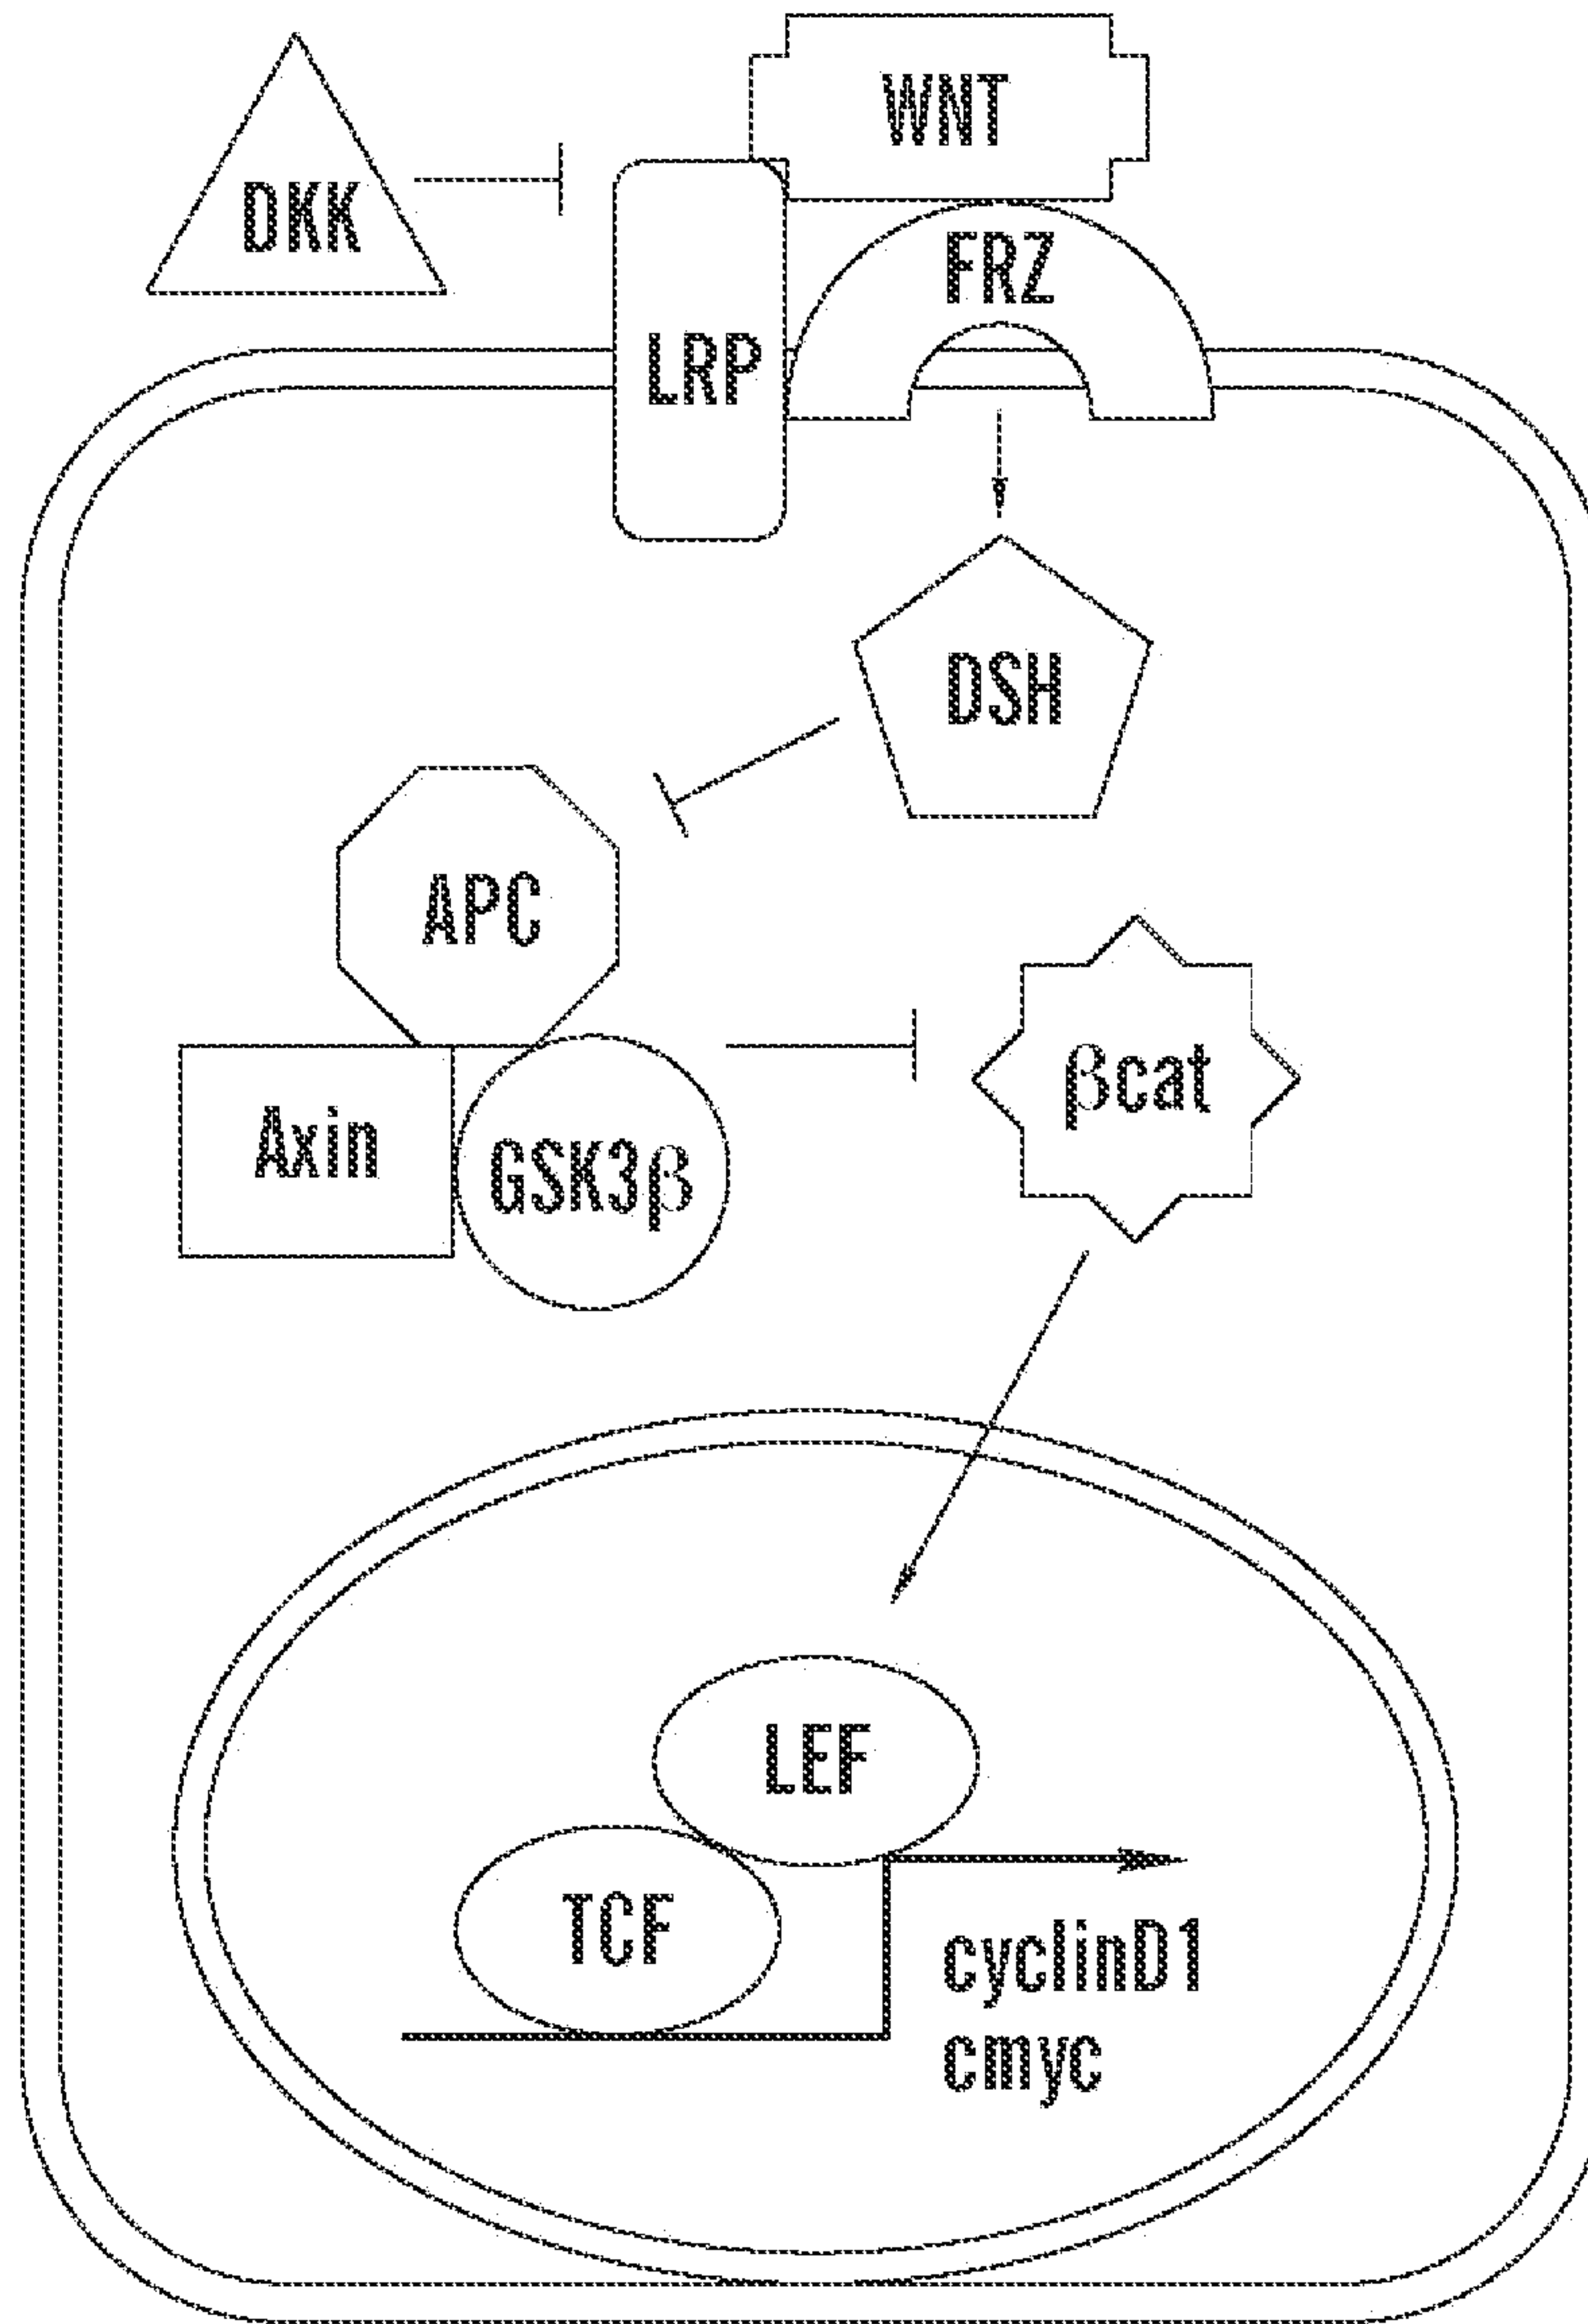 WNT
DKK
FRZ
LRP
DSH
APC
βcat
Axin
GSK3β
LEF
TCF
cyclinD1
cmyc